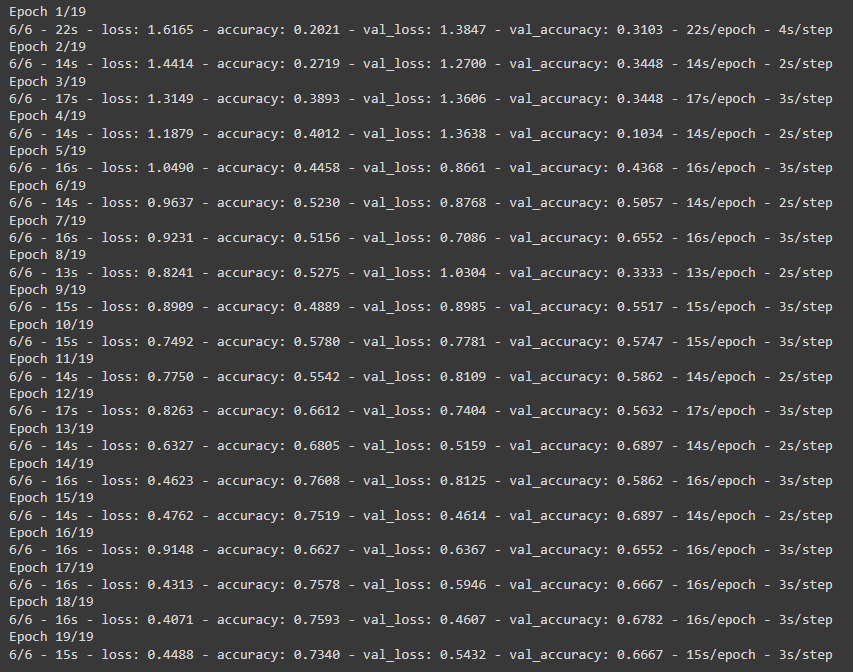 Epoch 1/19
6/6 - 22s - loss: 1.6165 - accuracy: 0.2021 - val_loss: 1.3847 - val_accuracy: 0.3103 - 22s/epoch - 4s/step
Epoch 2/19
6/6 - 14s - loss: 1.4414 - accuracy: 0.2719 - val_loss: 1.2700 - val_accuracy: 0.3448 - 14s/epoch - 2s/step
Epoch 3/19
6/6 - 17s - loss: 1.3149 - accuracy: 0.3893 - val_loss: 1.3606 - val_accuracy: 0.3448 - 17s/epoch - 3s/step
Epoch 4/19
6/6 - 14s - loss: 1.1879 - accuracy: 0.4012 - val_loss: 1.3638 - val_accuracy: 0.1034 - 14s/epoch - 2s/step
Epoch 5/19
6/6 - 16s - loss: 1.0490 - accuracy: 0.4458 - val_loss: 0.8661 - val_accuracy: 0.4368 - 16s/epoch - 3s/step
Epoch 6/19
6/6 - 14s - loss: 0.9637 - accuracy: 0.5230 - val_loss: 0.8768 - val_accuracy: 0.5057 - 14s/epoch - 2s/step
Epoch 7/19
6/6 - 16s - loss: 0.9231 - accuracy: 0.5156 - val_loss: 0.7086 - val_accuracy: 0.6552 - 16s/epoch - 3s/step
Epoch 8/19
6/6 - 13s - loss: 0.8241 - accuracy: 0.5275 - val_loss: 1.0304 - val_accuracy: 0.3333 - 13s/epoch - 2s/step
Epoch 9/19
6/6 - 15s - loss: 0.8909 - accuracy: 0.4889 - val_loss: 0.8985 - val_accuracy: 0.5517 - 15s/epoch - 3s/step
Epoch 10/19
6/6 - 15s - loss: 0.7492 - accuracy: 0.5780 - val_loss: 0.7781 - val_accuracy: 0.5747 - 15s/epoch - 3s/step
Epoch 11/19
6/6 - 14s - loss: 0.7750 - accuracy: 0.5542 - val_loss: 0.8109 - val_accuracy: 0.5862 - 14s/epoch - 2s/step
Epoch 12/19
6/6 - 17s - loss: 0.8263 - accuracy: 0.6612 - val_loss: 0.7404 - val_accuracy: 0.5632 - 17s/epoch - 3s/step
Epoch 13/19
6/6 - 14s - loss: 0.6327 - accuracy: 0.6805 - val_loss: 0.5159 - val_accuracy: 0.6897 - 14s/epoch - 2s/step
Epoch 14/19
6/6 - 16s - loss: 0.4623 - accuracy: 0.7608 - val_loss: 0.8125 - val_accuracy: 0.5862 - 16s/epoch - 3s/step
Epoch 15/19
6/6 - 14s - loss: 0.4762 - accuracy: 0.7519 - val_loss: 0.4614 - val_accuracy: 0.6897 - 14s/epoch - 2s/step
Epoch 16/19
6/6 - 16s - loss: 0.9148 - accuracy: 0.6627 - val_loss: 0.6367 - val_accuracy: 0.6552 - 16s/epoch - 3s/step
Epoch 17/19
6/6 - 16s - loss: 0.4313 - accuracy: 0.7578 - val_loss: 0.5946 - val_accuracy: 0.6667 - 16s/epoch - 3s/step
Epoch 18/19
6/6 - 16s - loss: 0.4071 - accuracy: 0.7593 - val_loss: 0.4607 - val_accuracy: 0.6782 - 16s/epoch - 3s/step
Epoch 19/19
6/6 - 15s - loss: 0.4488 - accuracy: 0.7340 - val_loss: 0.5432 - val_accuracy: 0.6667 - 15s/epoch - 3s/step